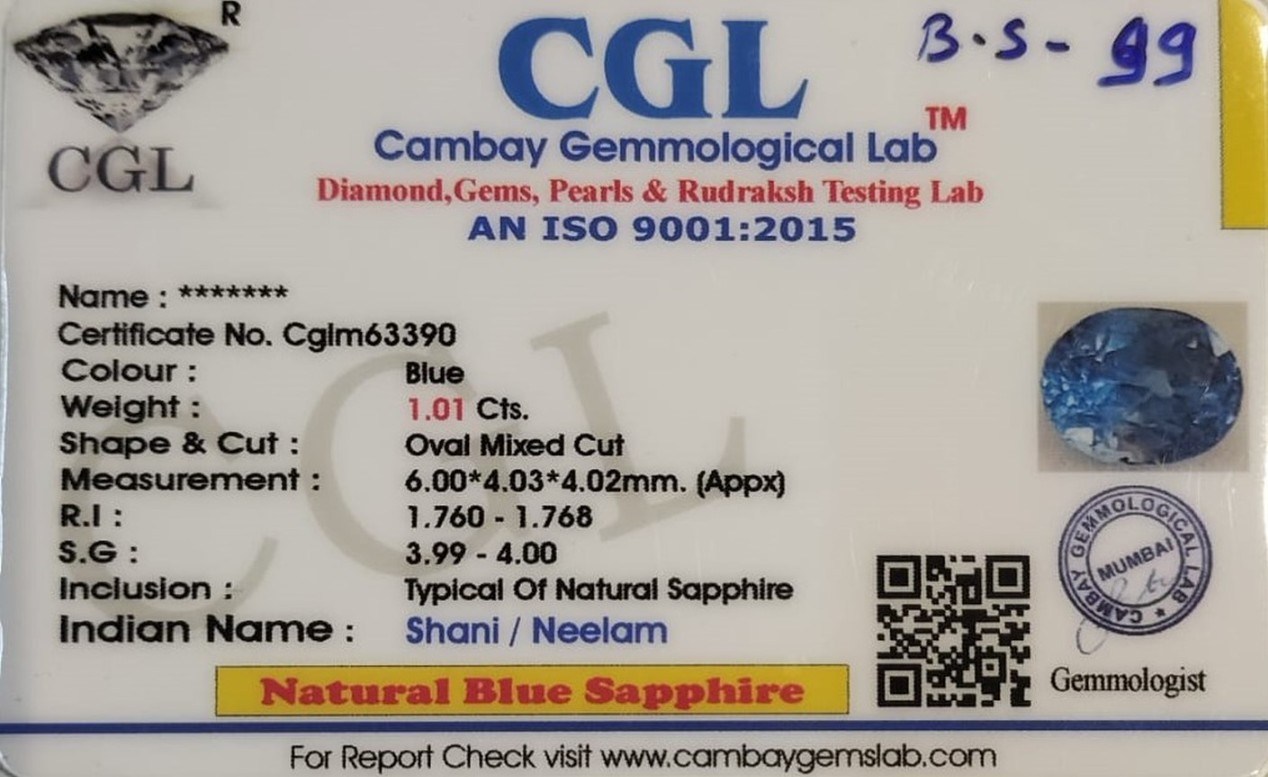 R
CGL
CGL
B.S- 99
TM
Cambay Gemmological Lab
Diamond,Gems, Pearls & Rudraksh Testing Lab
AN ISO 9001:2015
Name : *******
Certificate No. Cglm63390
Colour : Blue
Weight : 1.01 Cts.
Shape & Cut : Oval Mixed Cut
Measurement : 6.00*4.03*4.02mm. (Appx)
R.I : 1.760 - 1.768
S.G : 3.99 - 4.00
Inclusion : Typical Of Natural Sapphire
Indian Name : Shani / Neelam
CGL
CAMBAY GEMMOLOGICAL LAB
MUMBAI
Gemmologist
Natural Blue Sapphire
For Report Check visit www.cambaygemslab.com